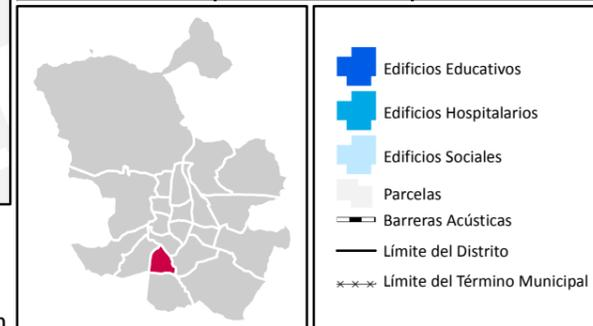 Edificios Educativos
Edificios Hospitalarios
Edificios Sociales
Parcelas
Barreras Acústicas
Límite del Distrito
Límite del Término Municipal